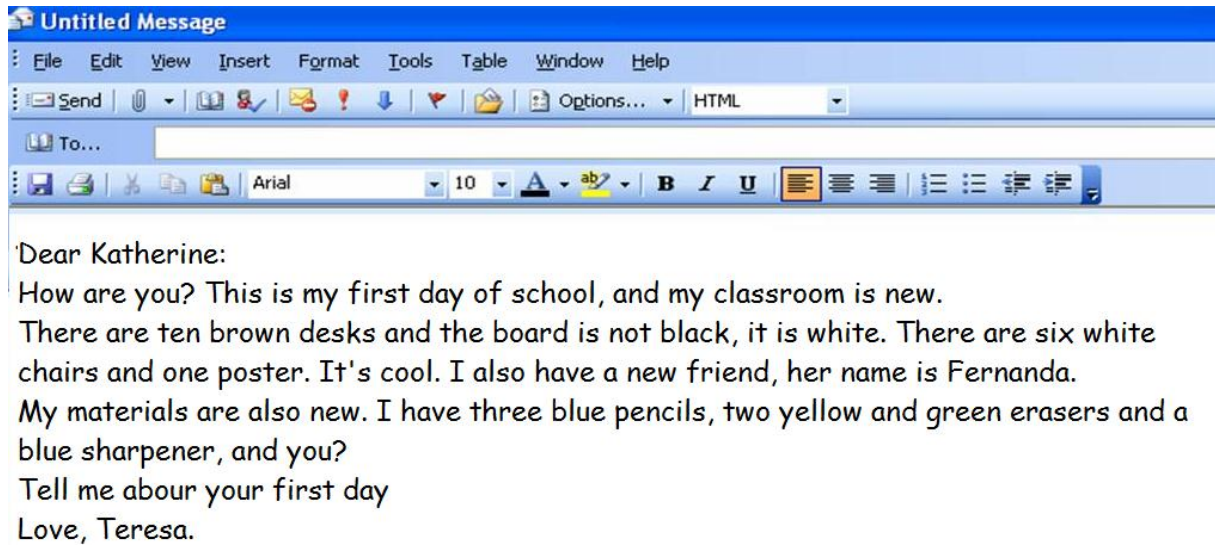 Untitled Message
File Edit View Insert Format Tools Table Window Help
Send Options... HTML
To...
Arial 10 A ab B I U
Dear Katherine:
How are you? This is my first day of school, and my classroom is new.
There are ten brown desks and the board is not black, it is white. There are six white
chairs and one poster. It's cool. I also have a new friend, her name is Fernanda.
My materials are also new. I have three blue pencils, two yellow and green erasers and a
blue sharpener, and you?
Tell me abour your first day
Love, Teresa.